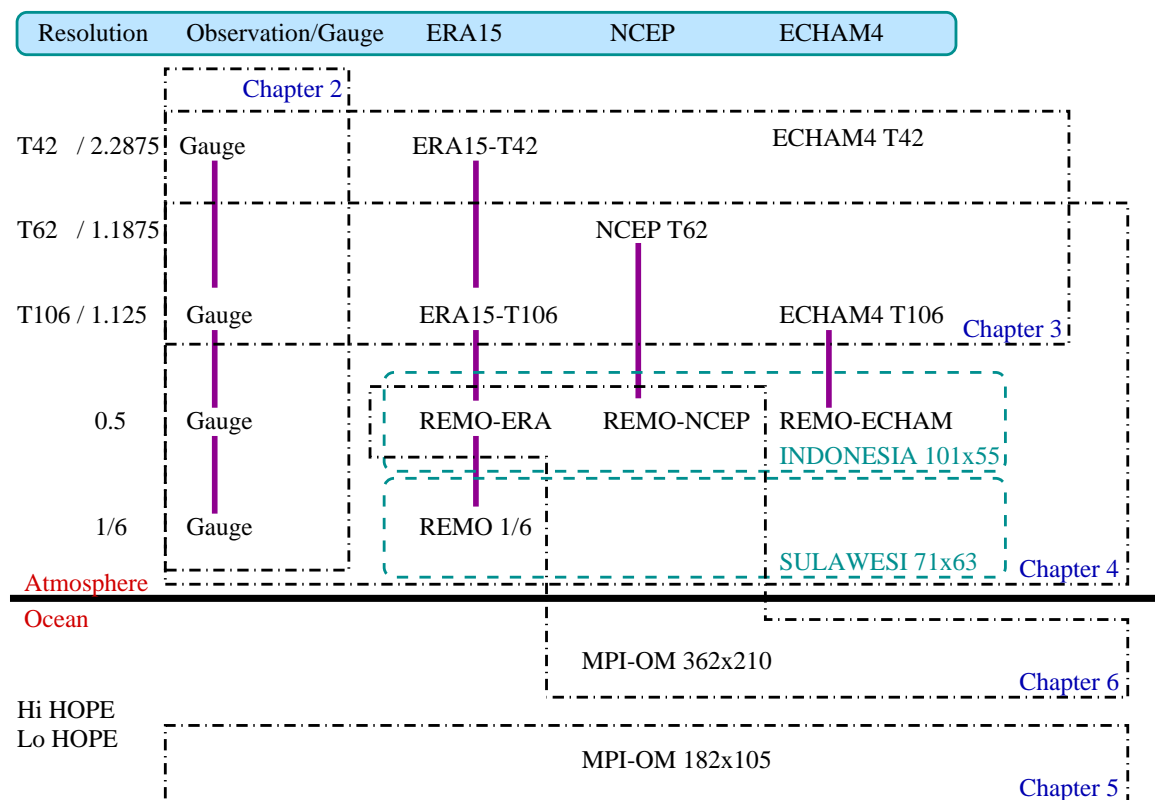 Resolution Observation/Gauge ERA15 NCEP ECHAM4
Chapter 2
T42 / 2.2875 Gauge ERA15-T42 ECHAM4 T42
T62 / 1.1875 NCEP T62
T106 / 1.125 Gauge ERA15-T106 ECHAM4 T106
Chapter 3
0.5 Gauge REMO-ERA REMO-NCEP REMO-ECHAM
INDONESIA 101x55
1/6 Gauge REMO 1/6
SULAWESI 71x63
Chapter 4
Atmosphere
Ocean
MPI-OM 362x210
Chapter 6
Hi HOPE
Lo HOPE
MPI-OM 182x105
Chapter 5